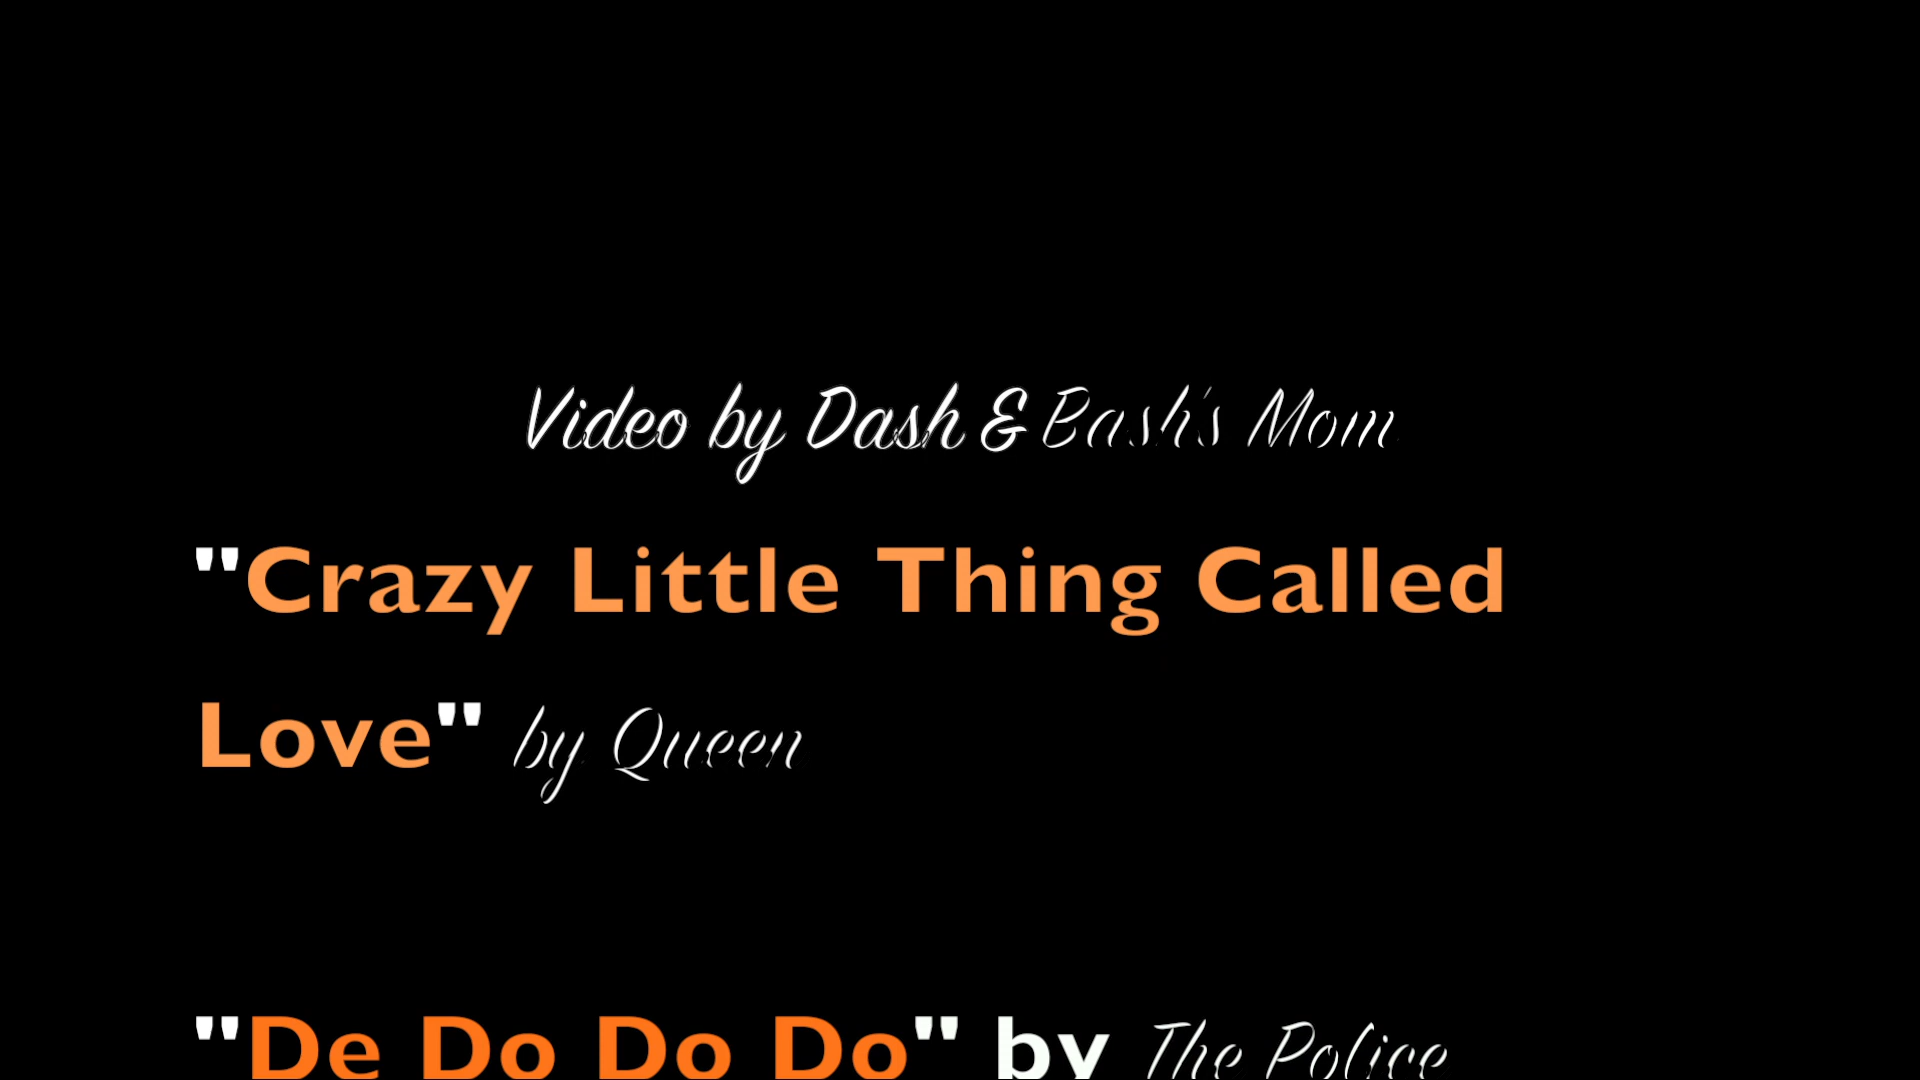 Video by Dash & Bash's Mom
"Crazy Little Thing Called
Love" by Queen
"De Do Do Do" by The Police